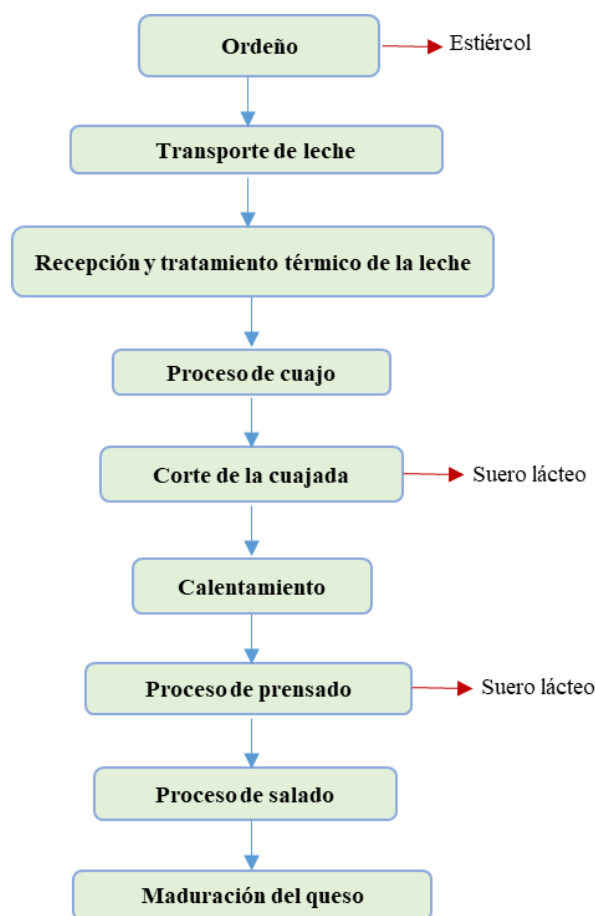 Ordeño
Estiércol
Transporte de leche
Recepción y tratamiento térmico de la leche
Proceso de cuajo
Corte de la cuajada
Suero lácteo
Calentamiento
Proceso de prensado
Suero lácteo
Proceso de salado
Maduración del queso